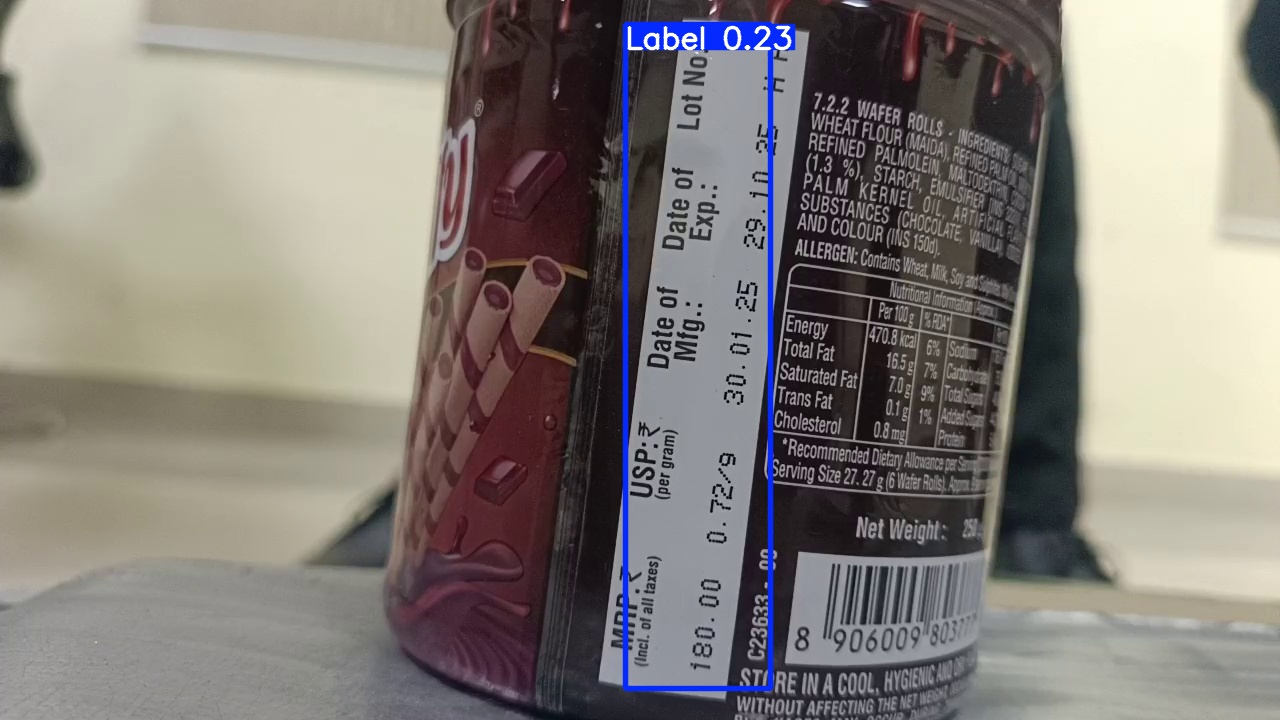 Label 0.23
Lot No
Date of
Exp.:
29.10.25
Date of
Mfg.:
30.01.25
USP:₹
(per gram)
0.72/9
MRP:₹
(Incl. of all taxes)
180.00
7.2.2 WAFER ROLLS - INGREDIENTS
WHEAT FLOUR (MAIDA), REFINED PALM OIL
REFINED PALMOLEIN, MALTODEXTRIN
(1.3 %), STARCH, EMULSIFIER
PALM KERNEL OIL, ARTIFICIAL
SUBSTANCES (CHOCOLATE, VANILLA)
AND COLOUR (INS 150d).
ALLERGEN: Contains Wheat, Milk, Soy and
Nutritional Information
Per 100 g % RDA*
Energy 470.8 kcal 6% Sodium
Total Fat 16.5 g 7%
Saturated Fat 7.0 g 9% Total
Trans Fat 0.1 g 1% Added
Cholesterol 0.8 mg Protein
*Recommended Dietary Allowance per
Serving Size 27.27 g (6 Wafer Rolls).
Net Weight: 250
C23633 - 00
8 906009 80377
STORE IN A COOL, HYGIENIC AND
WITHOUT AFFECTING THE NET WEIGHT